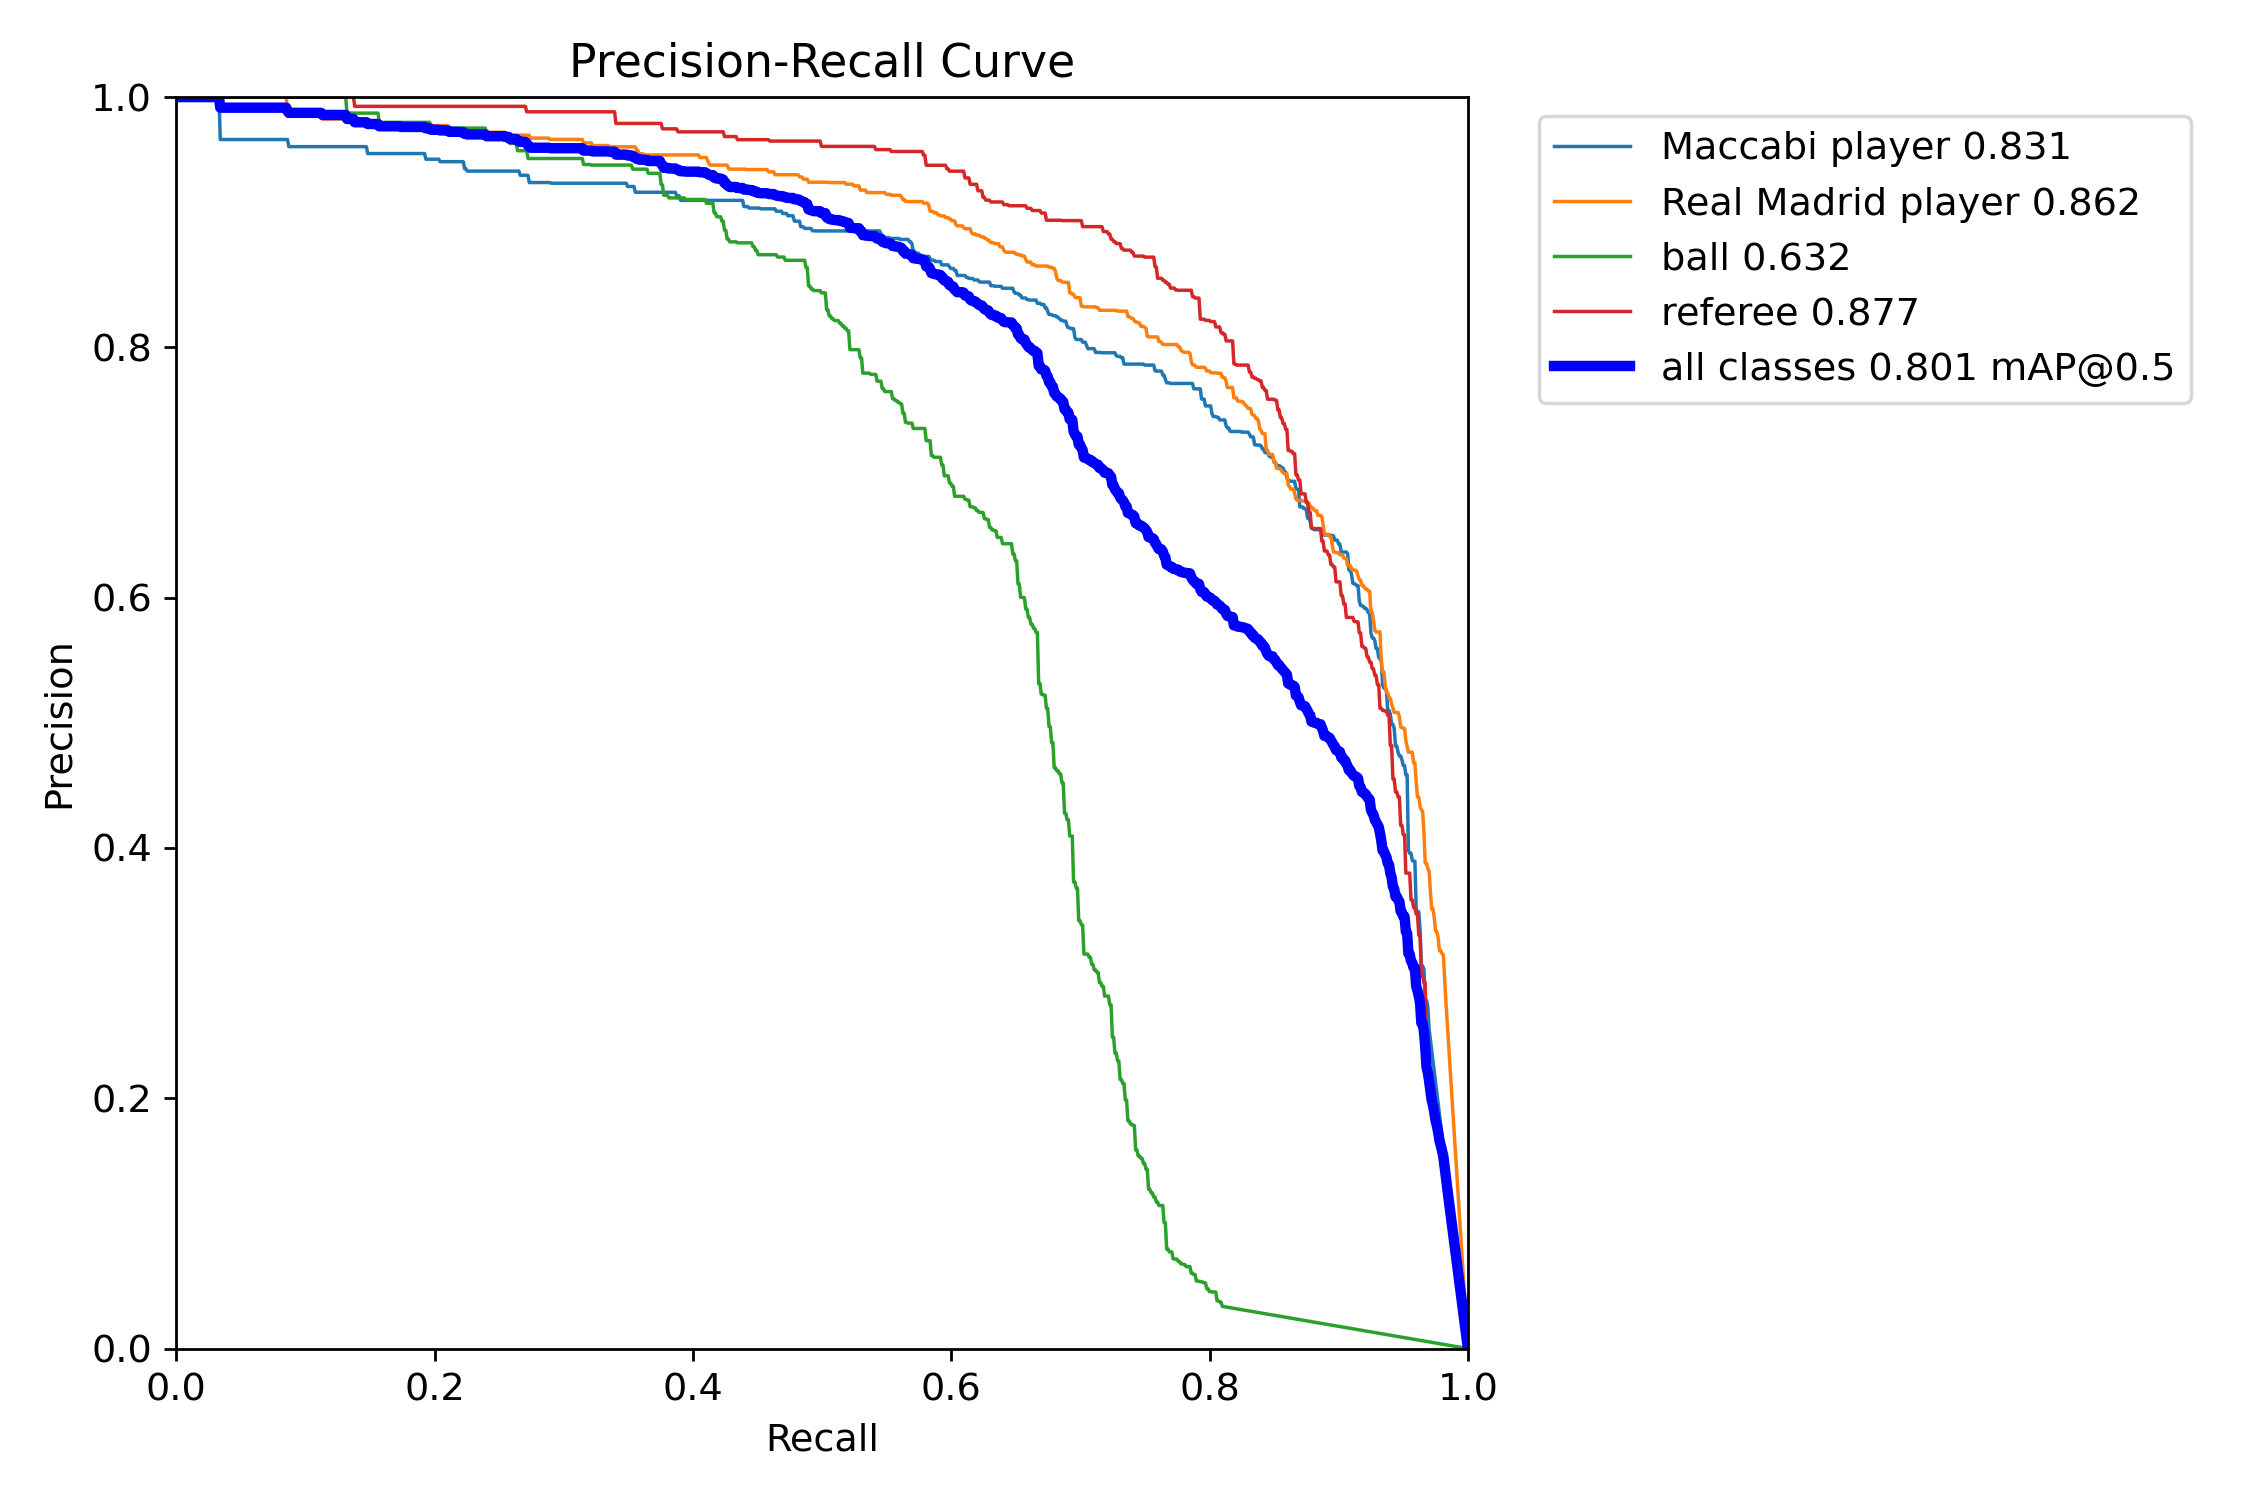 Precision-Recall Curve
1.0
0.8
0.6
0.4
0.2
0.0
Precision
0.0 0.2 0.4 0.6 0.8 1.0
Recall
Maccabi player 0.831
Real Madrid player 0.862
ball 0.632
referee 0.877
all classes 0.801 mAP@0.5